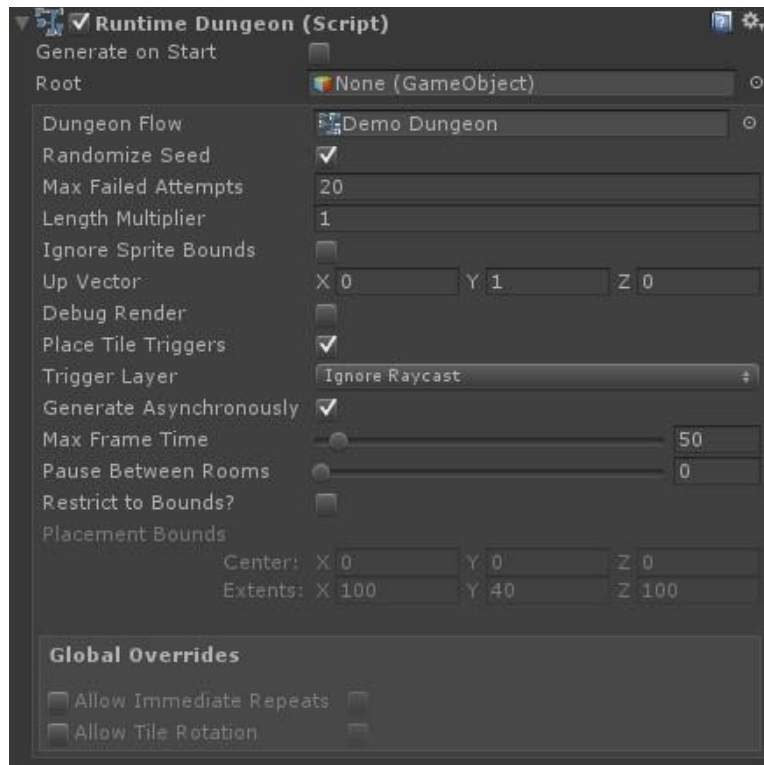 Runtime Dungeon (Script)
Generate on Start
Root None (GameObject)
Dungeon Flow Demo Dungeon
Randomize Seed
Max Failed Attempts 20
Length Multiplier 1
Ignore Sprite Bounds
Up Vector X 0 Y 1 Z 0
Debug Render
Place Tile Triggers
Trigger Layer Ignore Raycast
Generate Asynchronously
Max Frame Time 50
Pause Between Rooms 0
Restrict to Bounds?
Placement Bounds
Center: X 0 Y 0 Z 0
Extents: X 100 Y 40 Z 100
Global Overrides
Allow Immediate Repeats
Allow Tile Rotation